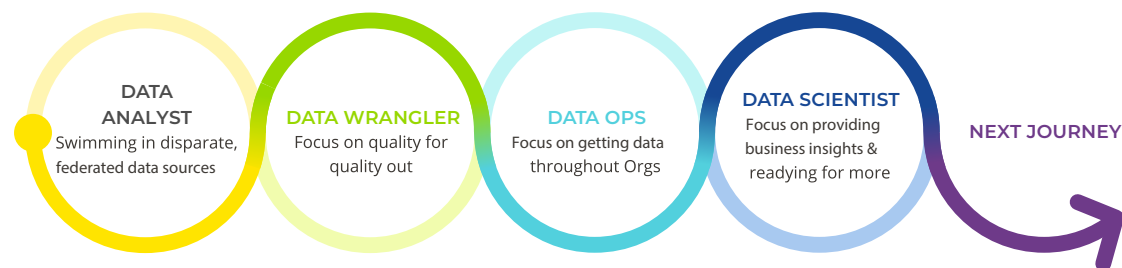 DATA
ANALYST
Swimming in disparate,
federated data sources
DATA WRANGLER
Focus on quality for
quality out
DATA OPS
Focus on getting data
throughout Orgs
DATA SCIENTIST
Focus on providing
business insights &
readying for more
NEXT JOURNEY